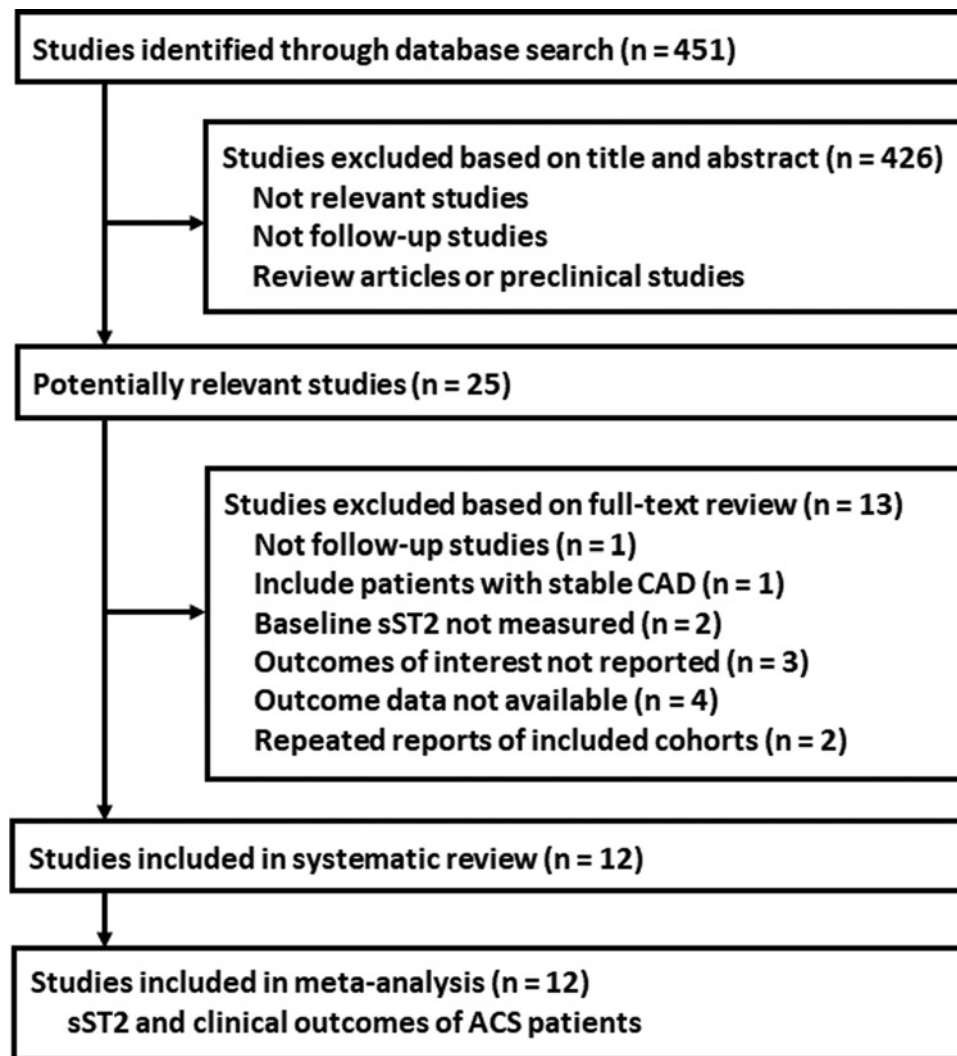 Studies identified through database search (n = 451)
Studies excluded based on title and abstract (n = 426)
Not relevant studies
Not follow-up studies
Review articles or preclinical studies
Potentially relevant studies (n = 25)
Studies excluded based on full-text review (n = 13)
Not follow-up studies (n = 1)
Include patients with stable CAD (n = 1)
Baseline sST2 not measured (n = 2)
Outcomes of interest not reported (n = 3)
Outcome data not available (n = 4)
Repeated reports of included cohorts (n = 2)
Studies included in systematic review (n = 12)
Studies included in meta-analysis (n = 12)
sST2 and clinical outcomes of ACS patients